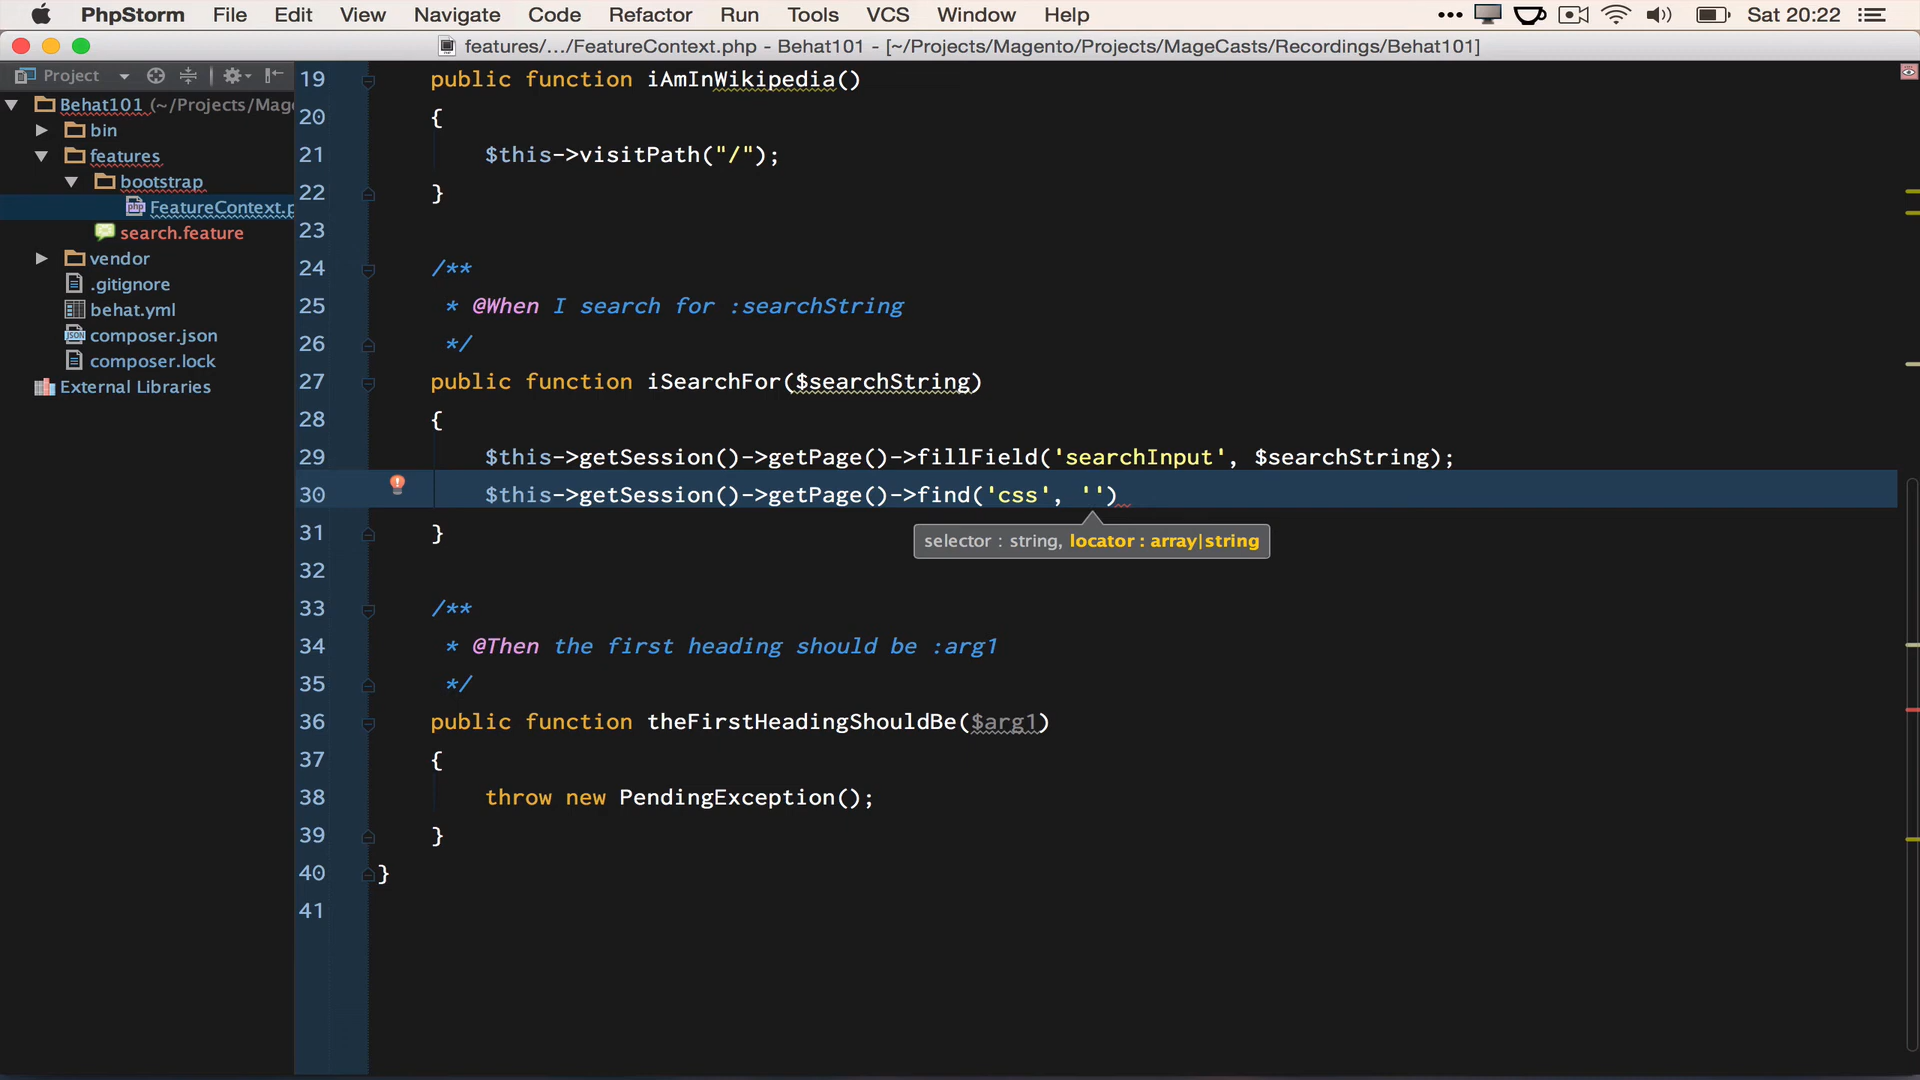 PhpStorm File Edit View Navigate Code Refactor Run Tools VCS Window Help Sat 20:22
features/.../FeatureContext.php - Behat101 - [~/Projects/Magento/Projects/MageCasts/Recordings/Behat101]
Project
Behat101 (~/Projects/Mag
bin
features
bootstrap
FeatureContext.p
search.feature
vendor
.gitignore
behat.yml
composer.json
composer.lock
External Libraries
19 public function iAmInWikipedia()
20 {
21 $this->visitPath("/");
22 }
23
24 /**
25 * @When I search for :searchString
26 */
27 public function iSearchFor($searchString)
28 {
29 $this->getSession()->getPage()->fillField('searchInput', $searchString);
30 $this->getSession()->getPage()->find('css', '')
selector : string, locator : array|string
31 }
32
33 /**
34 * @Then the first heading should be :arg1
35 */
36 public function theFirstHeadingShouldBe($arg1)
37 {
38 throw new PendingException();
39 }
40 }
41